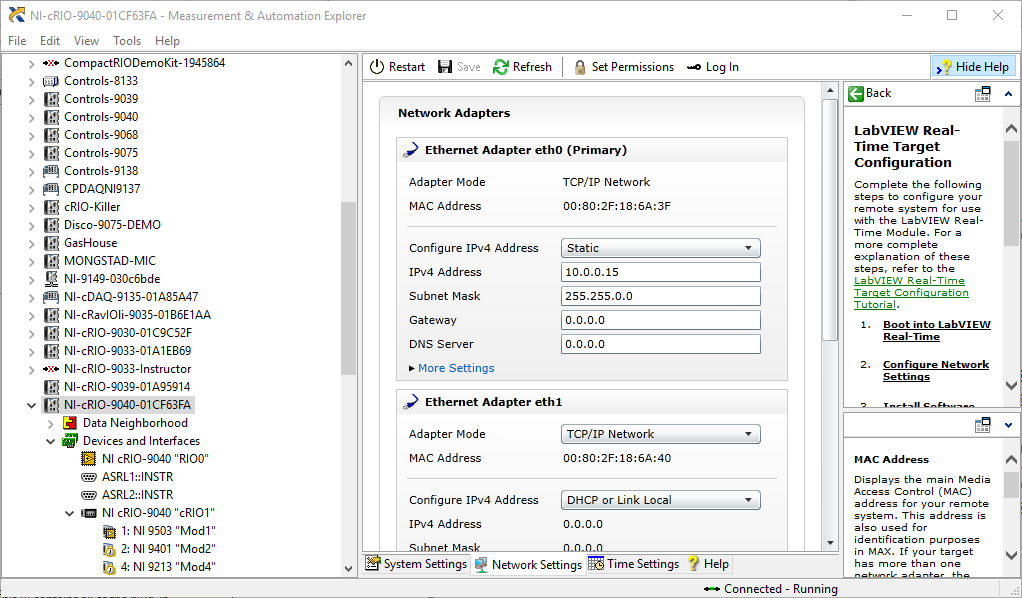 NI-cRIO-9040-01CF63FA - Measurement & Automation Explorer
File Edit View Tools Help
CompactRIODemoKit-1945864
Controls-8133
Controls-9039
Controls-9040
Controls-9068
Controls-9075
Controls-9138
CPDAQNI9137
cRIO-Killer
Disco-9075-DEMO
GasHouse
MONGSTAD-MIC
NI-9149-030c6bde
NI-cDAQ-9135-01A85A47
NI-cRavIOli-9035-01B6E1AA
NI-cRIO-9030-01C9C52F
NI-cRIO-9033-01A1EB69
NI-cRIO-9033-Instructor
NI-cRIO-9039-01A95914
NI-cRIO-9040-01CF63FA
Data Neighborhood
Devices and Interfaces
NI cRIO-9040 "RIO0"
ASRL1::INSTR
ASRL2::INSTR
NI cRIO-9040 "cRIO1"
1: NI 9503 "Mod1"
2: NI 9401 "Mod2"
4: NI 9213 "Mod4"
Restart Save Refresh Set Permissions Log In Hide Help
Network Adapters
Ethernet Adapter eth0 (Primary)
Adapter Mode TCP/IP Network
MAC Address 00:80:2F:18:6A:3F
Configure IPv4 Address Static
IPv4 Address 10.0.0.15
Subnet Mask 255.255.0.0
Gateway 0.0.0.0
DNS Server 0.0.0.0
More Settings
Ethernet Adapter eth1
Adapter Mode TCP/IP Network
MAC Address 00:80:2F:18:6A:40
Configure IPv4 Address DHCP or Link Local
IPv4 Address 0.0.0.0
Subnet Mask 0.0.0.0
System Settings Network Settings Time Settings Help
Back
LabVIEW Real-
Time Target
Configuration
Complete the following
steps to configure your
remote system for use
with the LabVIEW Real-
Time Module. For a
more complete
explanation of these
steps, refer to the
LabVIEW Real-Time
Target Configuration
Tutorial.
1. Boot into LabVIEW
Real-Time
2. Configure Network
Settings
3. Install Software
MAC Address
Displays the main Media
Access Control (MAC)
address for your remote
system. This address is
also used for
identification purposes
in MAX. If your target
has more than one
network adapter, the
Connected - Running